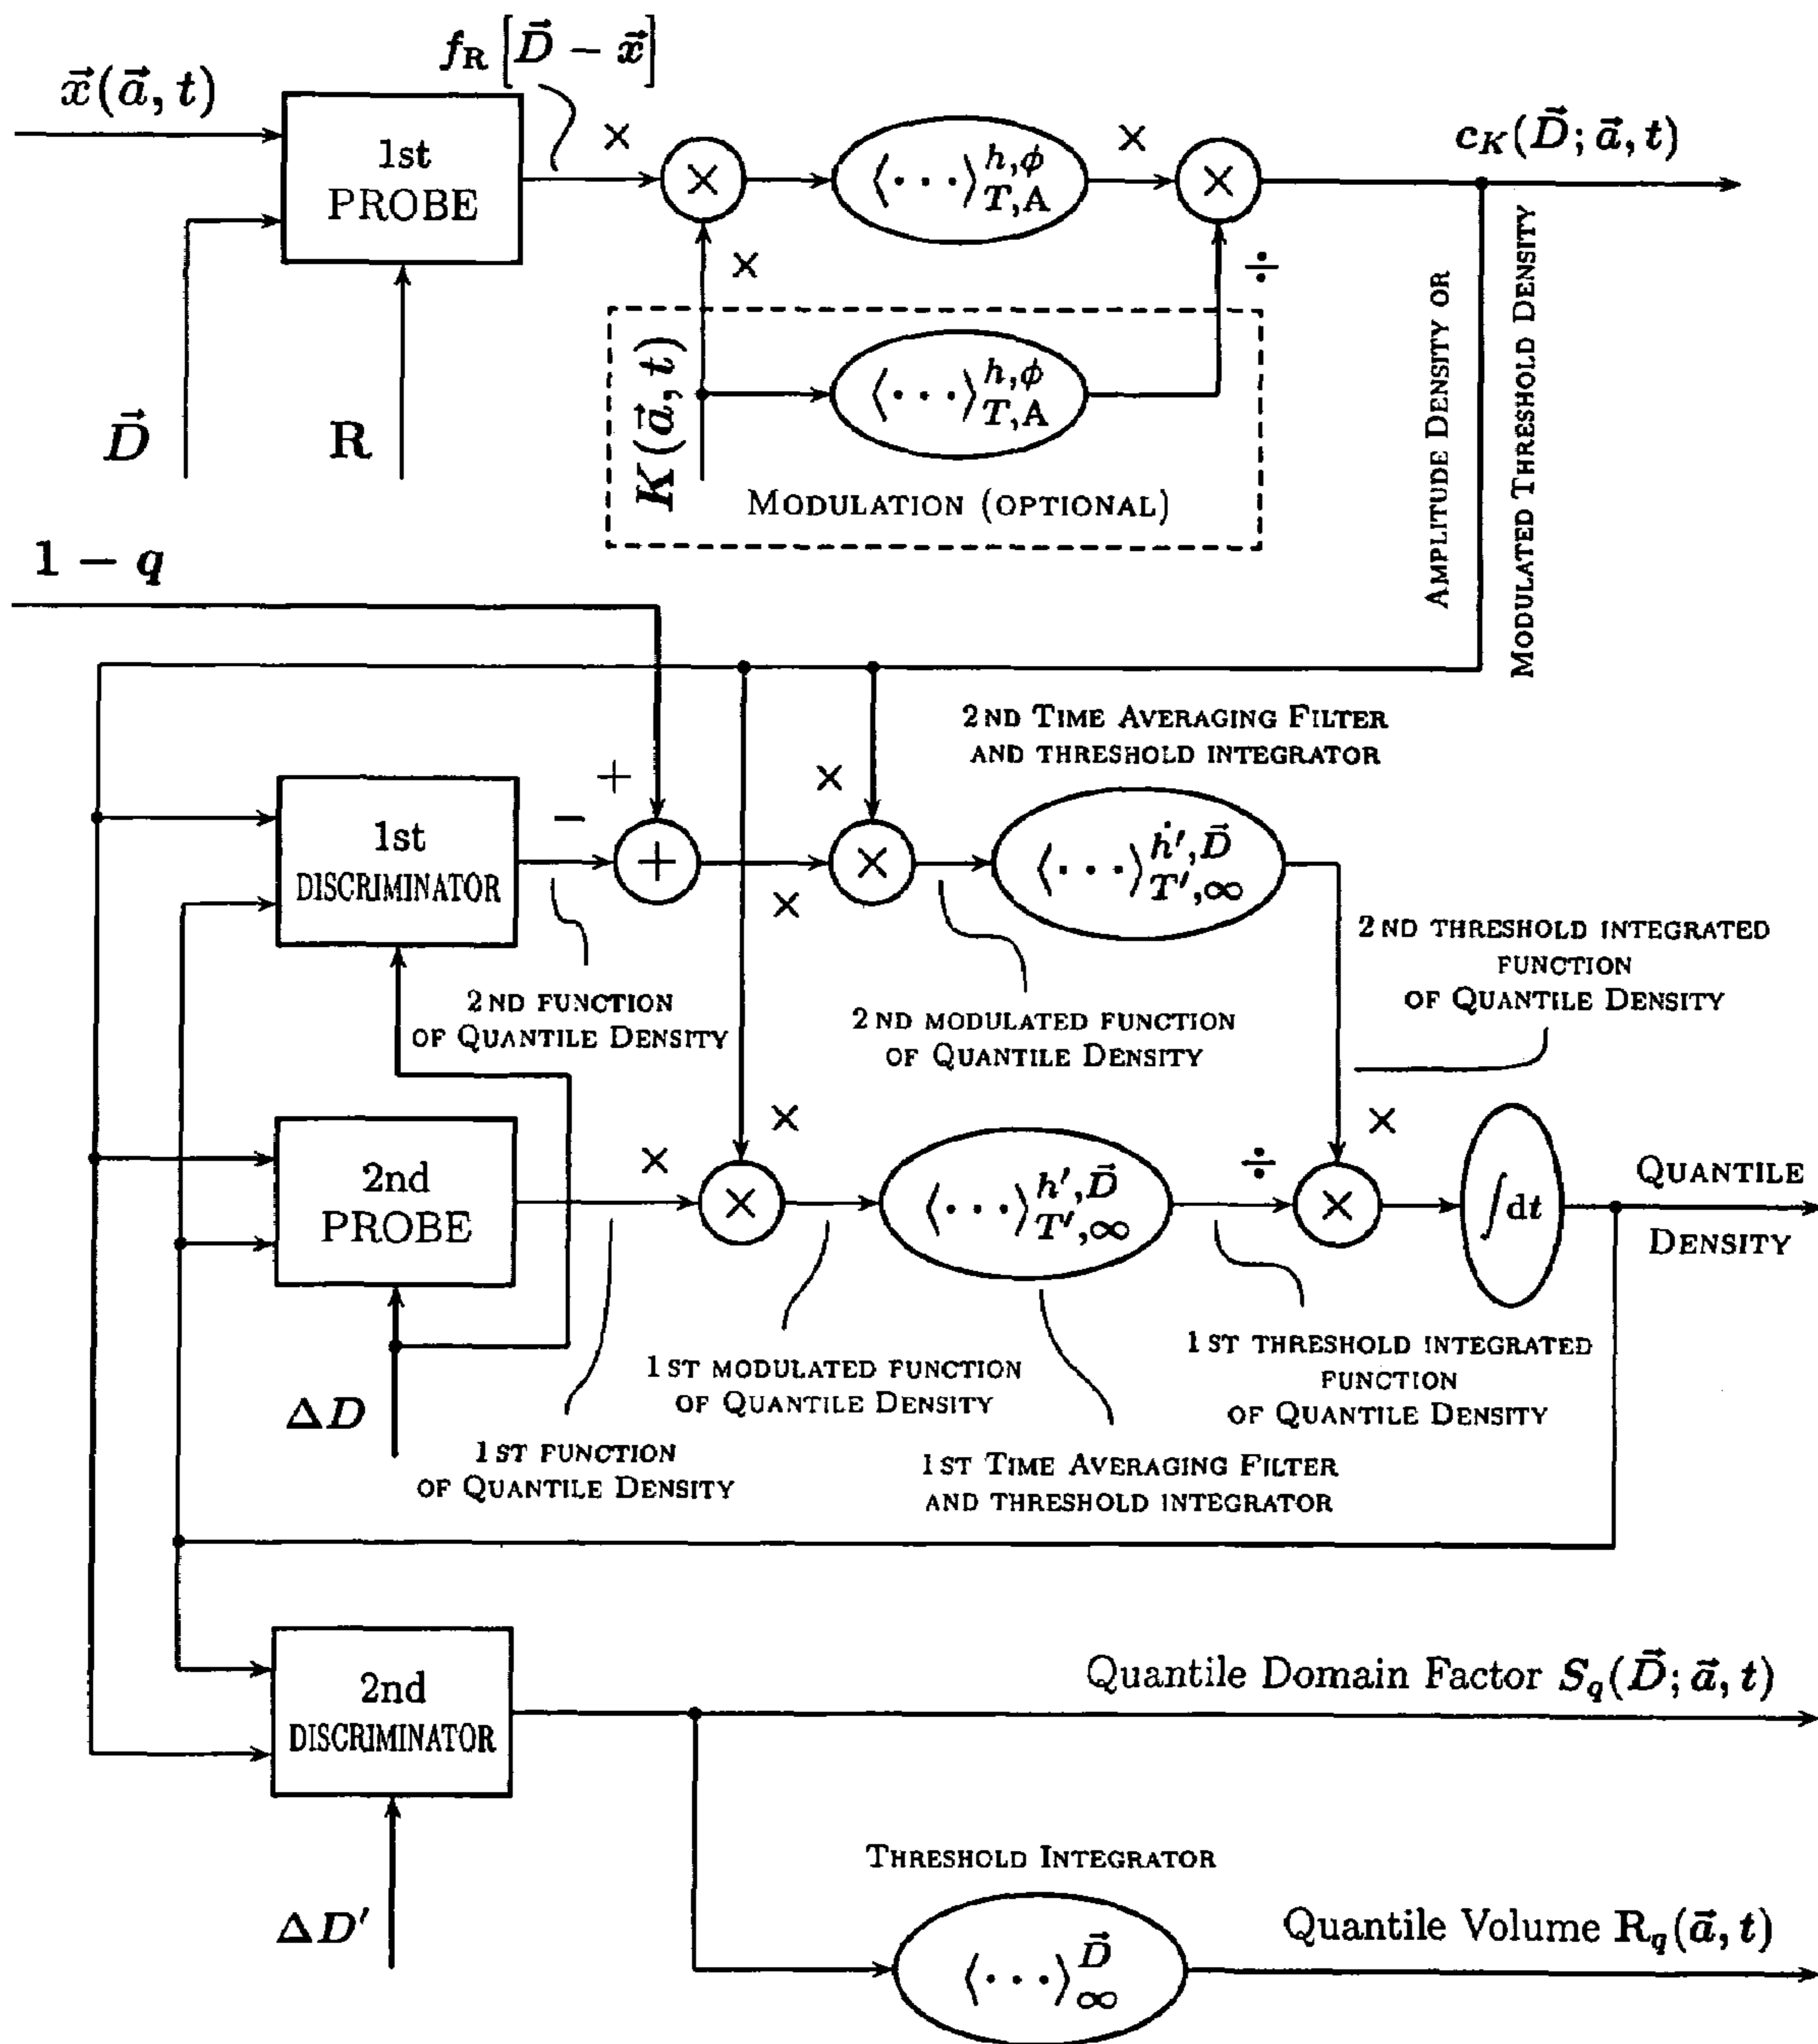 f_R [D⃗ − x⃗]
x⃗(a⃗, t)
1st
PROBE
×
×
⟨···⟩^{h,ϕ}_{T,A}
×
×
c_K(D⃗; a⃗, t)
×
÷
D⃗
R
K(a⃗, t)
⟨···⟩^{h,ϕ}_{T,A}
MODULATION (OPTIONAL)
AMPLITUDE DENSITY OR
MODULATED THRESHOLD DENSITY
1 − q
2ND TIME AVERAGING FILTER
AND THRESHOLD INTEGRATOR
1st
DISCRIMINATOR
−
+
+
×
×
×
⟨···⟩^{ḣ′,D⃗}_{T′,∞}
2ND THRESHOLD INTEGRATED
FUNCTION
OF QUANTILE DENSITY
2ND FUNCTION
OF QUANTILE DENSITY
2ND MODULATED FUNCTION
OF QUANTILE DENSITY
2nd
PROBE
×
×
×
⟨···⟩^{h′,D⃗}_{T′,∞}
÷
×
×
∫dt
QUANTILE
DENSITY
ΔD
1ST FUNCTION
OF QUANTILE DENSITY
1ST MODULATED FUNCTION
OF QUANTILE DENSITY
1ST TIME AVERAGING FILTER
AND THRESHOLD INTEGRATOR
1ST THRESHOLD INTEGRATED
FUNCTION
OF QUANTILE DENSITY
2nd
DISCRIMINATOR
Quantile Domain Factor S_q(D⃗; a⃗, t)
ΔD′
THRESHOLD INTEGRATOR
⟨···⟩^{D⃗}_{∞}
Quantile Volume R_q(a⃗, t)